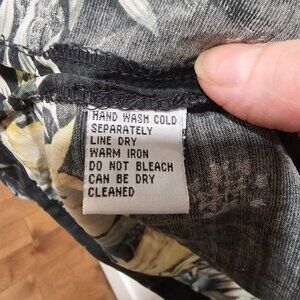 HAND WASH COLD
SEPARATELY
LINE DRY
WARM IRON
DO NOT BLEACH
CAN BE DRY
CLEANED